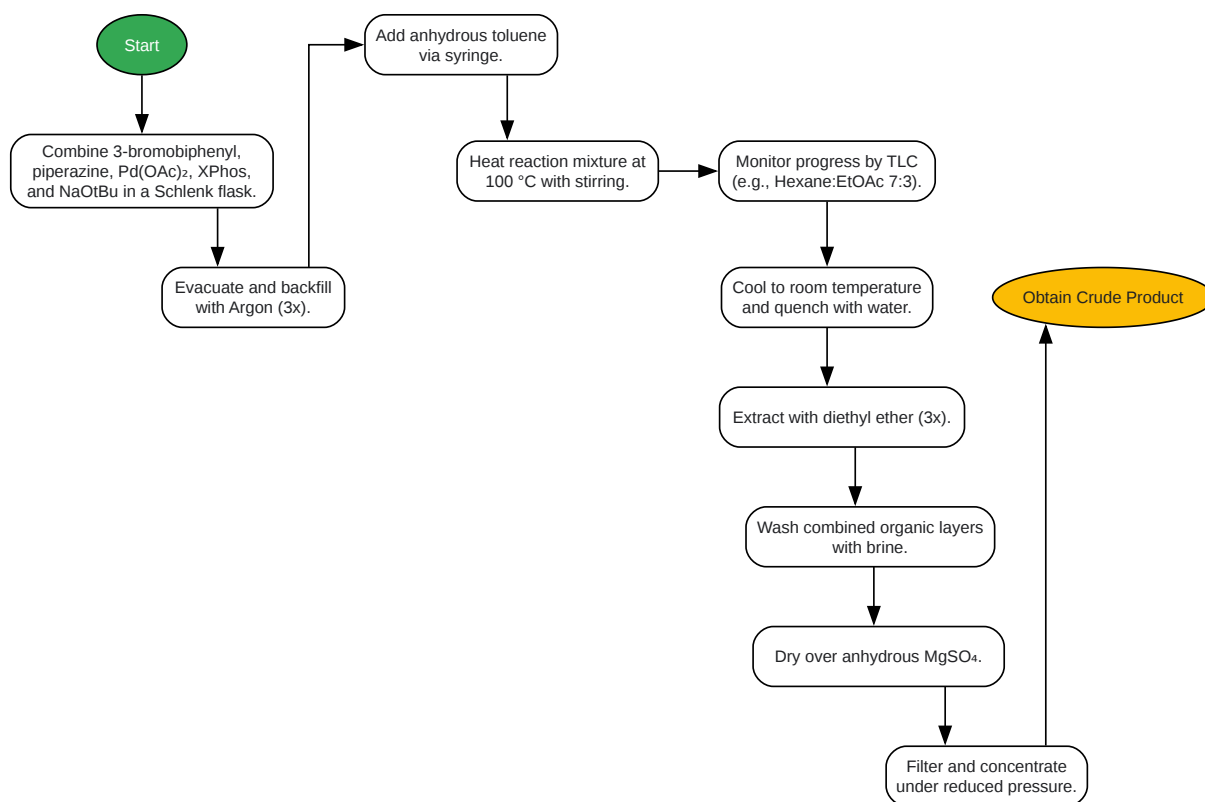 Start
Combine 3-bromobiphenyl,
piperazine, Pd(OAc)₂, XPhos,
and NaOtBu in a Schlenk flask.
Evacuate and backfill
with Argon (3x).
Add anhydrous toluene
via syringe.
Heat reaction mixture at
100 °C with stirring.
Monitor progress by TLC
(e.g., Hexane:EtOAc 7:3).
Cool to room temperature
and quench with water.
Extract with diethyl ether (3x).
Wash combined organic layers
with brine.
Dry over anhydrous MgSO₄.
Filter and concentrate
under reduced pressure.
Obtain Crude Product